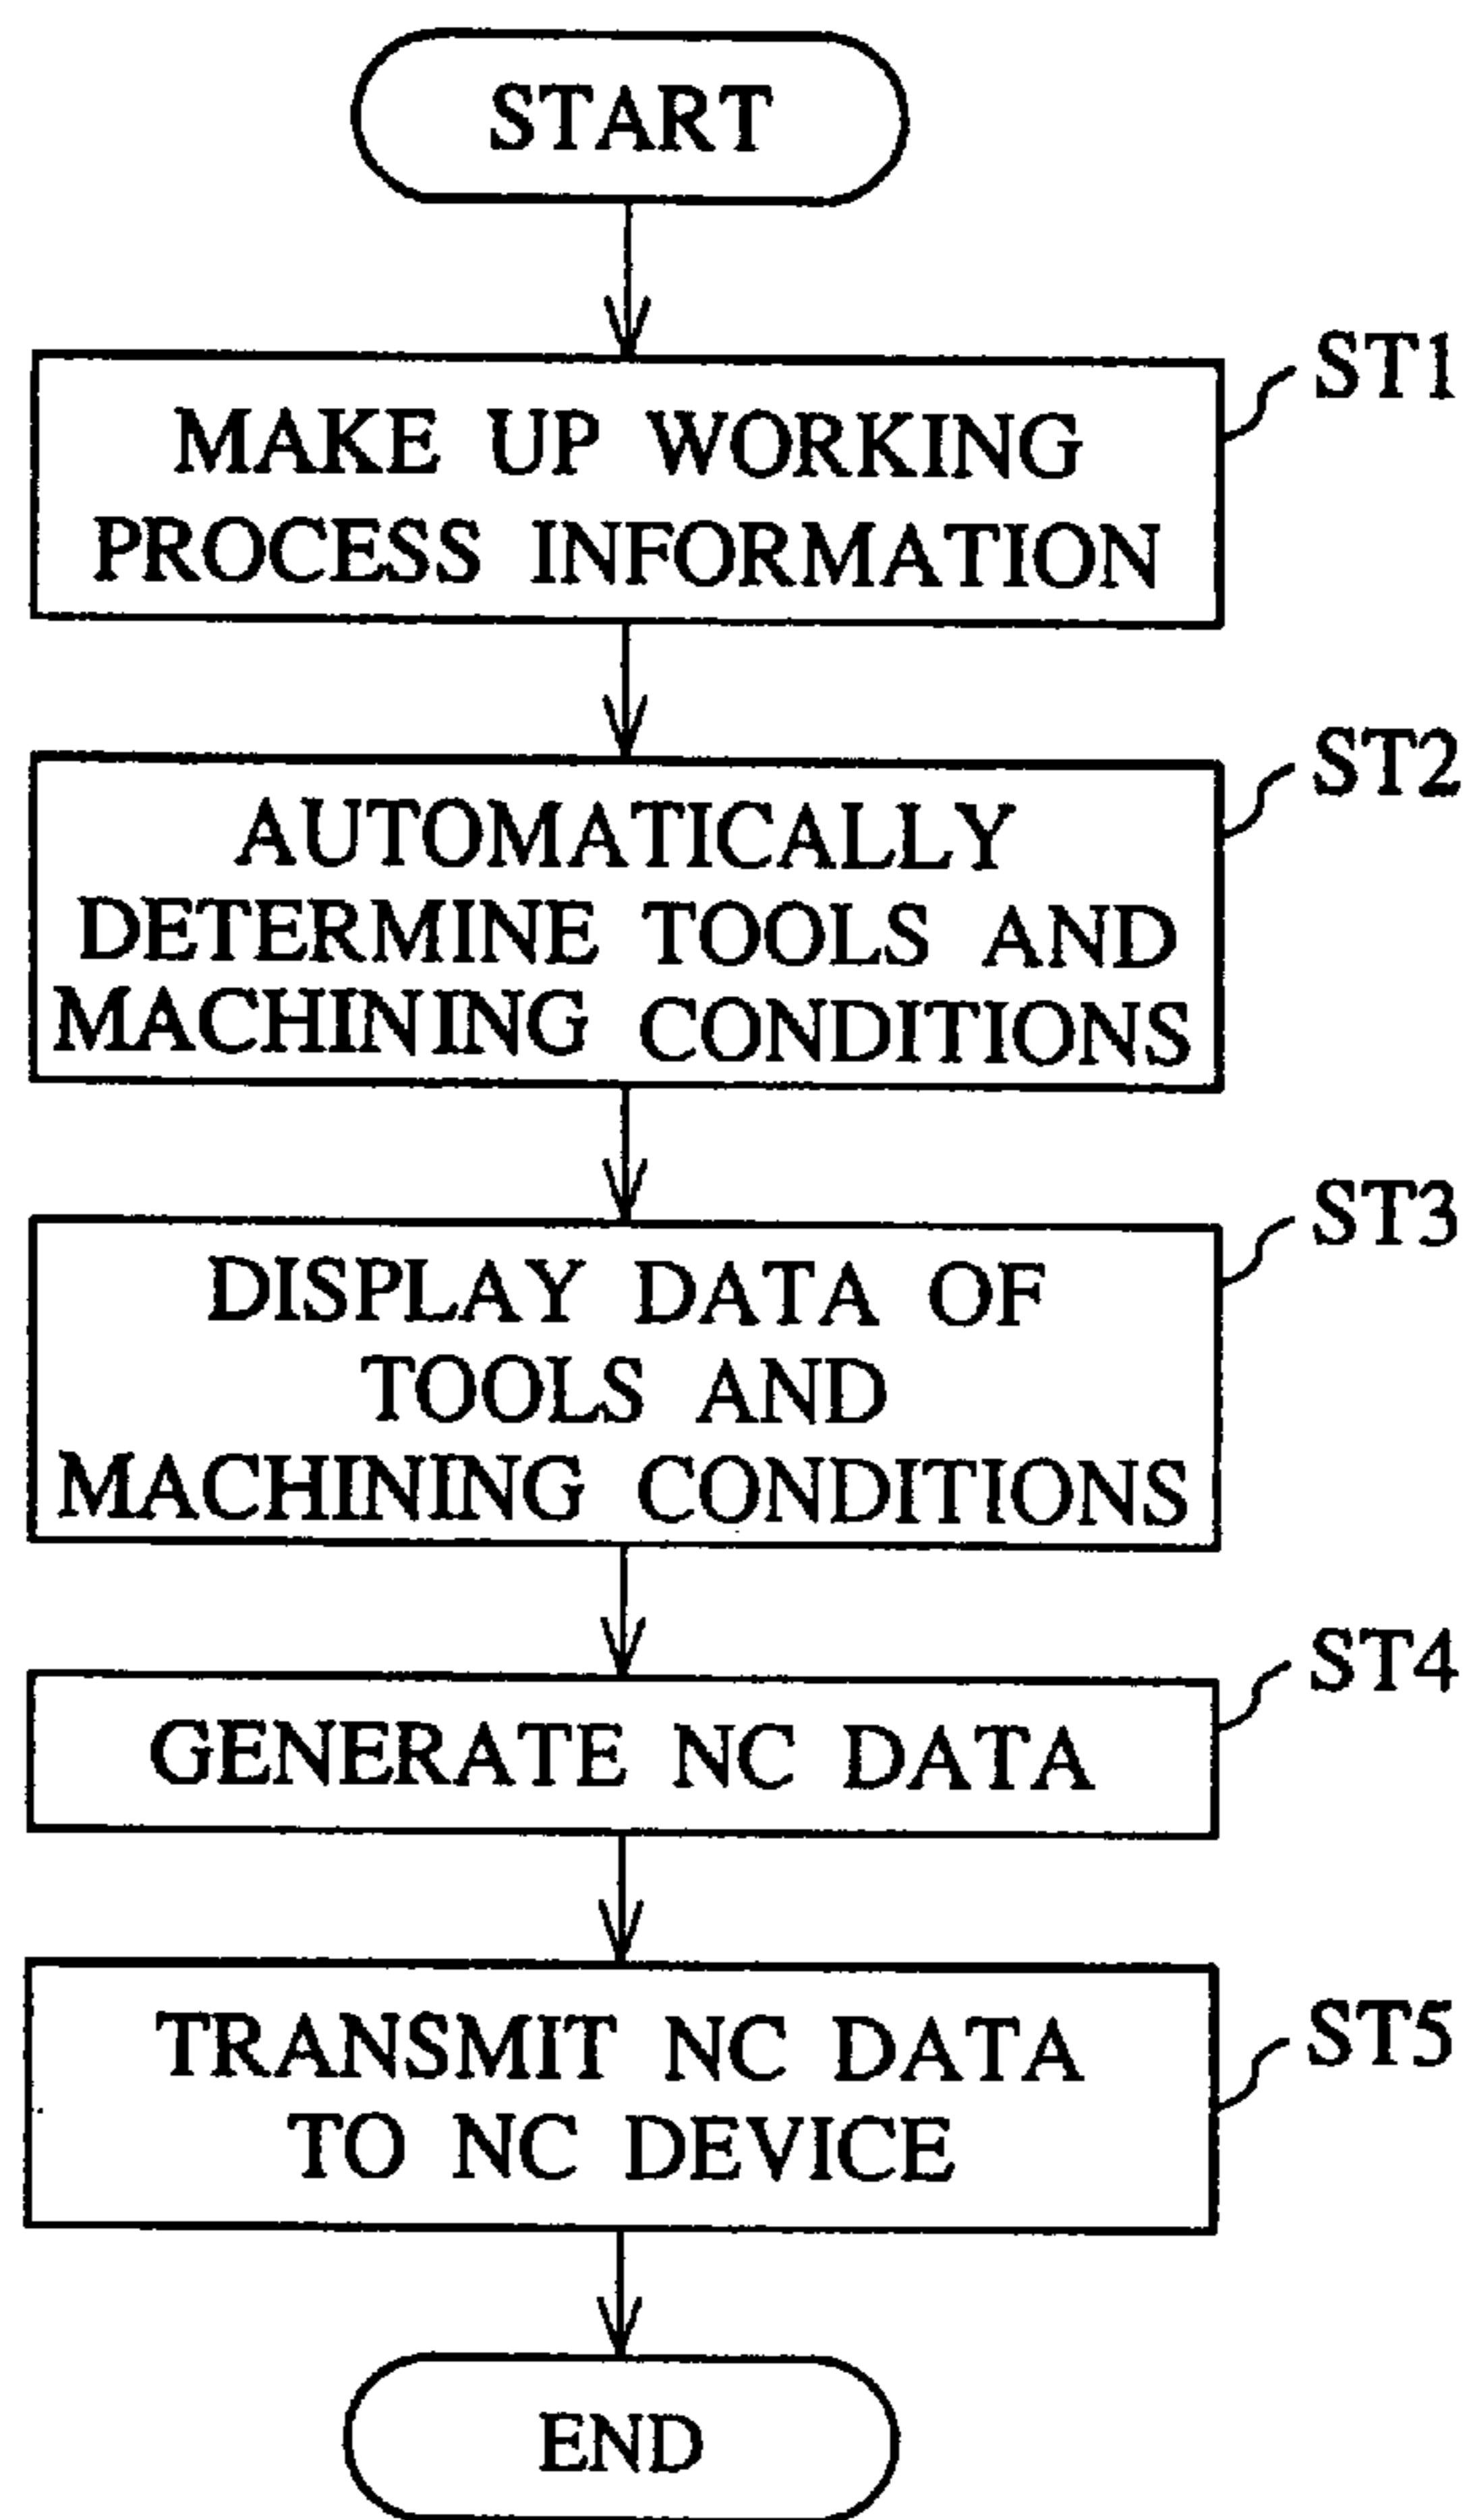 START
ST1
MAKE UP WORKING
PROCESS INFORMATION
ST2
AUTOMATICALLY
DETERMINE TOOLS AND
MACHINING CONDITIONS
ST3
DISPLAY DATA OF
TOOLS AND
MACHINING CONDITIONS
ST4
GENERATE NC DATA
ST5
TRANSMIT NC DATA
TO NC DEVICE
END